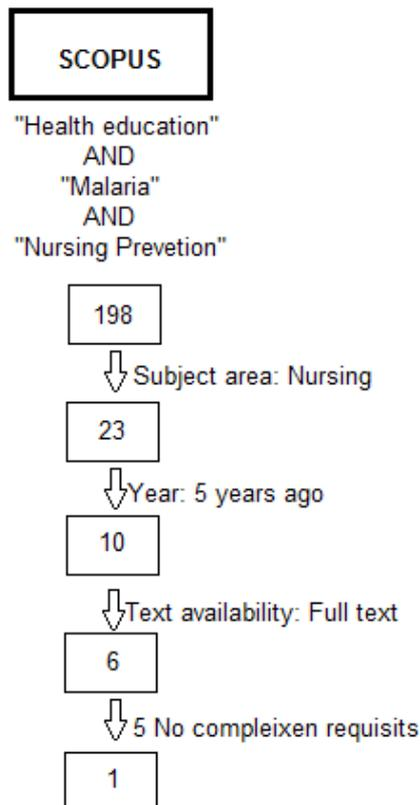 SCOPUS
"Health education"
AND
"Malaria"
AND
"Nursing Prevetion"
198
Subject area: Nursing
23
Year: 5 years ago
10
Text availability: Full text
6
5 No compleixen requisits
1